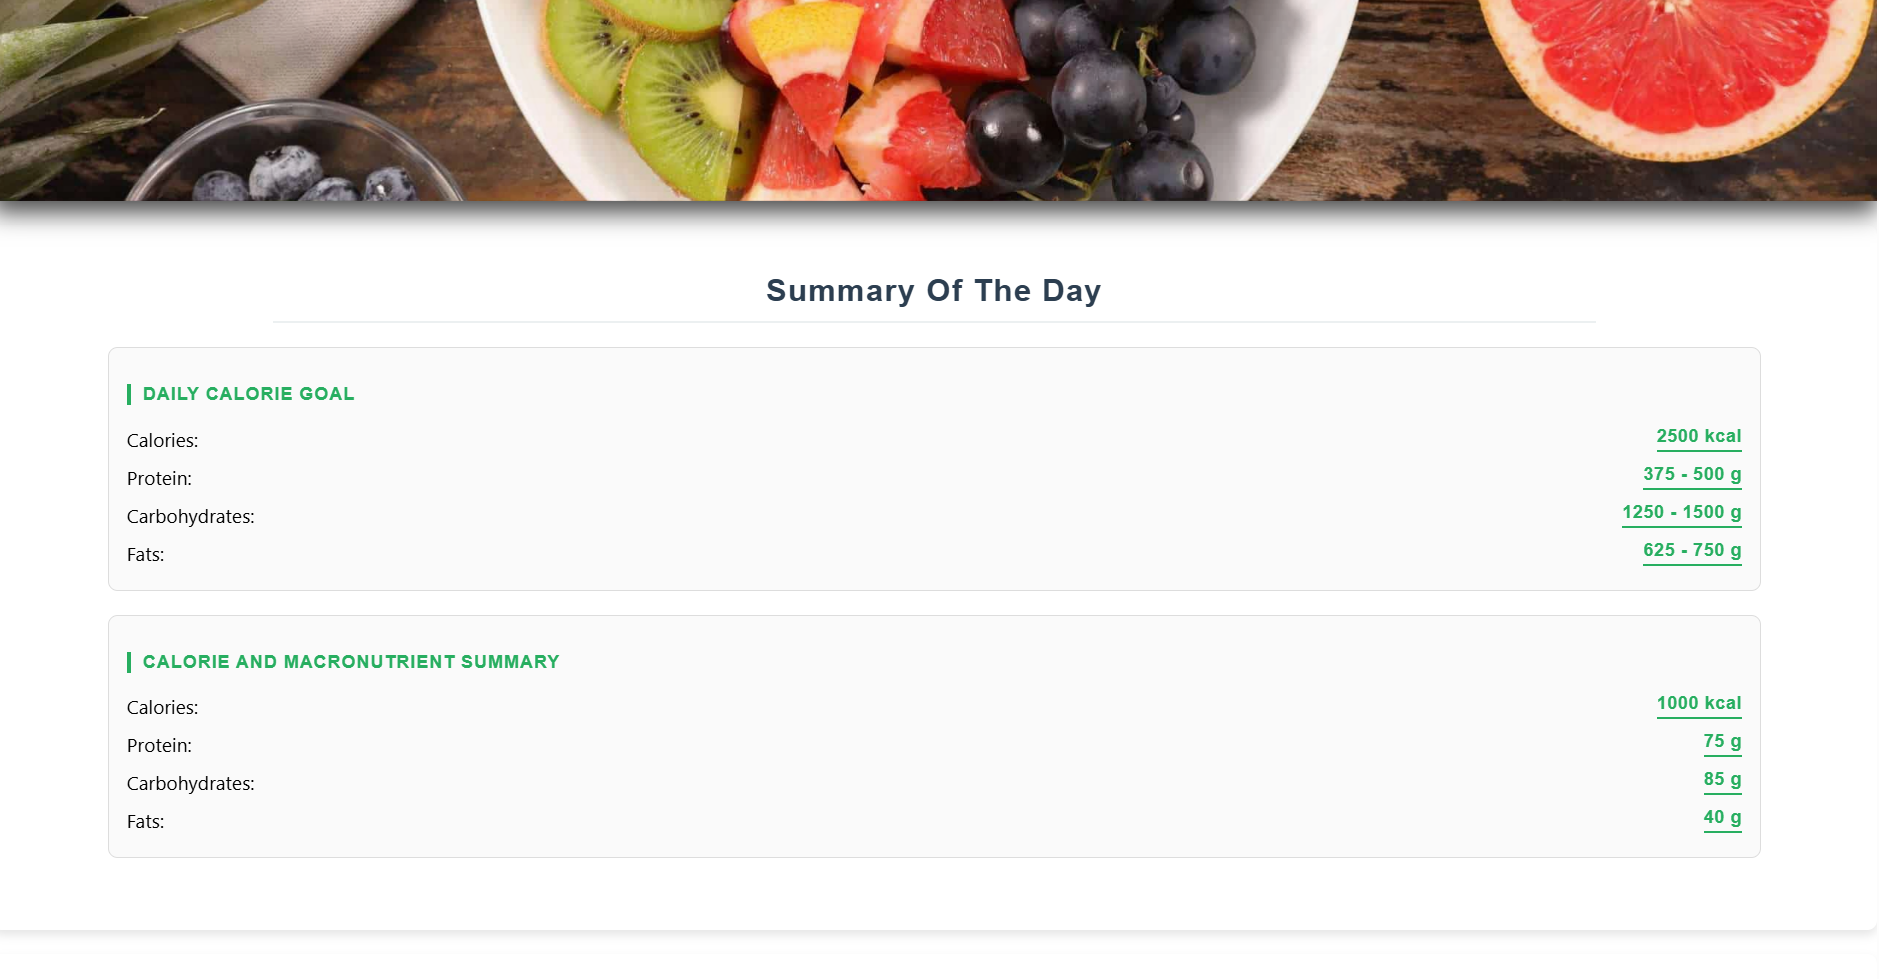 Summary Of The Day
DAILY CALORIE GOAL
Calories: 2500 kcal
Protein: 375 - 500 g
Carbohydrates: 1250 - 1500 g
Fats: 625 - 750 g
CALORIE AND MACRONUTRIENT SUMMARY
Calories: 1000 kcal
Protein: 75 g
Carbohydrates: 85 g
Fats: 40 g